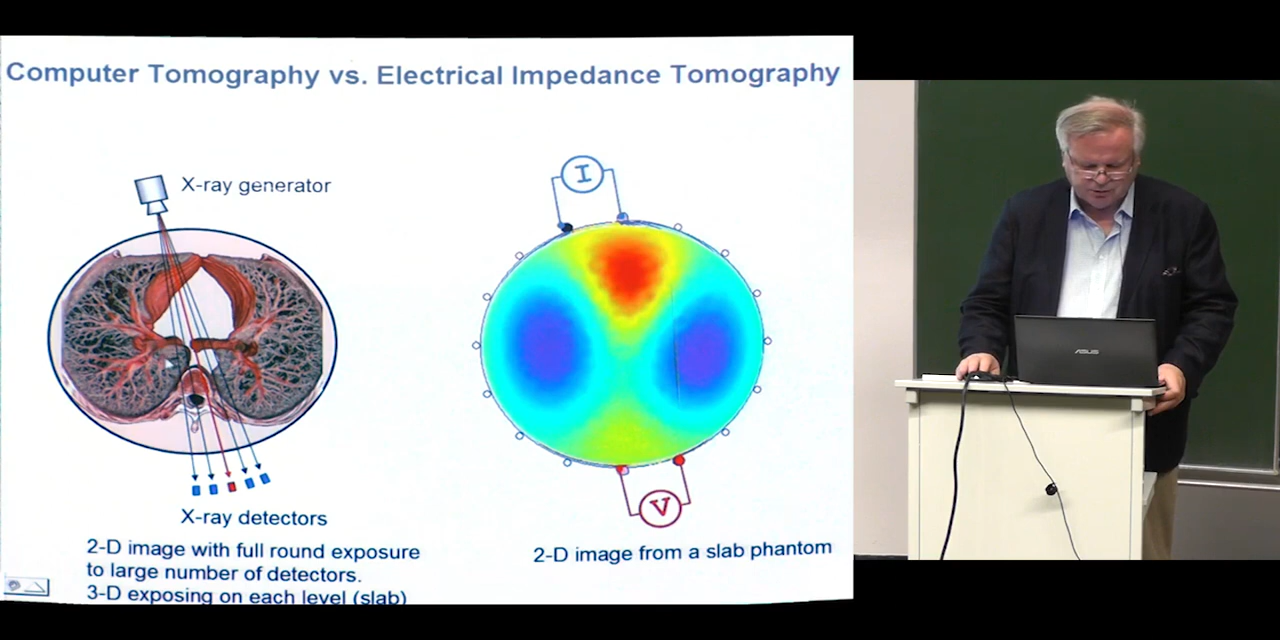 Computer Tomography vs. Electrical Impedance Tomography
X-ray generator
I
V
X-ray detectors
2-D image with full round exposure
to large number of detectors.
3-D exposing on each level (slab)
2-D image from a slab phantom
ASUS